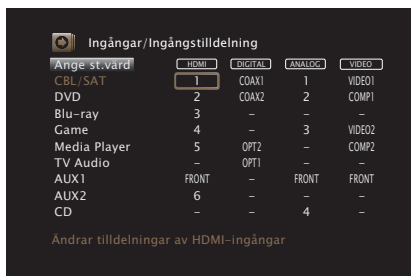 Ingångar/Ingångstilldelning
Ange st.värd HDMI DIGITAL ANALOG VIDEO
CBL/SAT 1 COAX1 1 VIDEO1
DVD 2 COAX2 2 COMP1
Blu-ray 3 – – –
Game 4 – 3 VIDEO2
Media Player 5 OPT2 – COMP2
TV Audio – OPT1 – –
AUX1 FRONT – FRONT FRONT
AUX2 6 – – –
CD – – 4 –
Ändrar tilldelningar av HDMI-ingångar